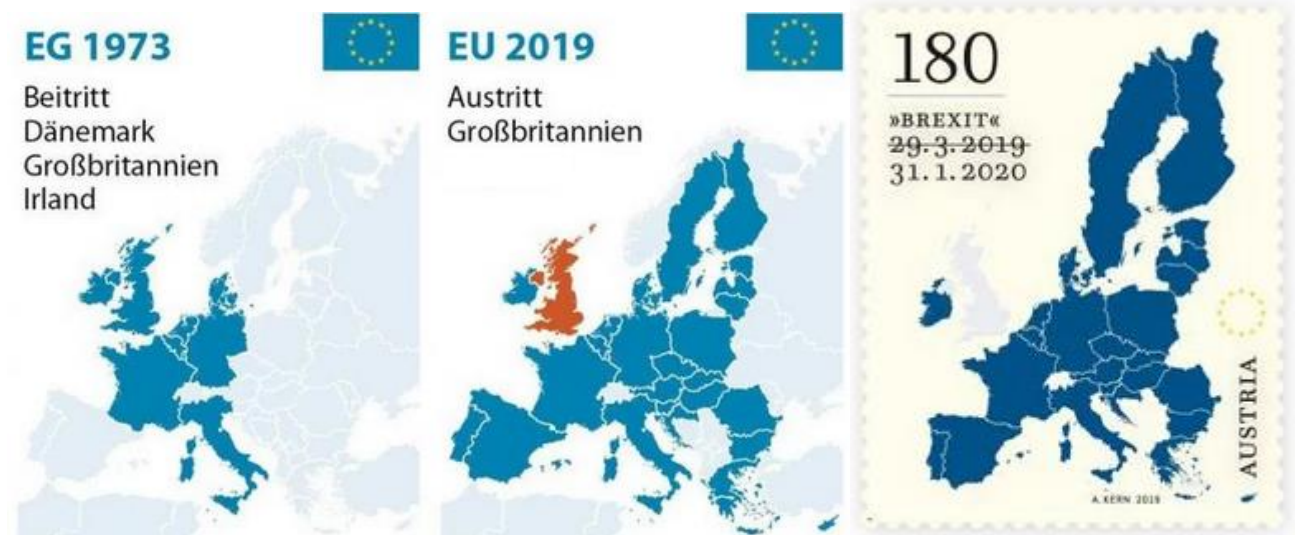 EG 1973
Beitritt
Dänemark
Großbritannien
Irland
EU 2019
Austritt
Großbritannien
180
»BREXIT«
29.3.2019
31.1.2020
AUSTRIA
A.KERN 2019